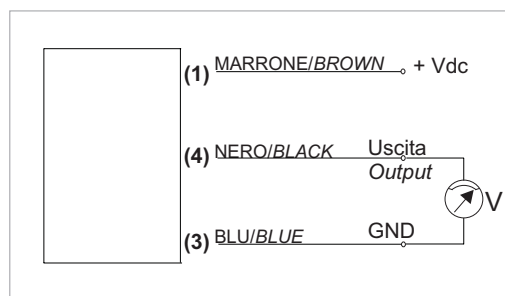 (1) MARRONE/BROWN + Vdc
(4) NERO/BLACK Uscita
Output
V
(3) BLU/BLUE GND